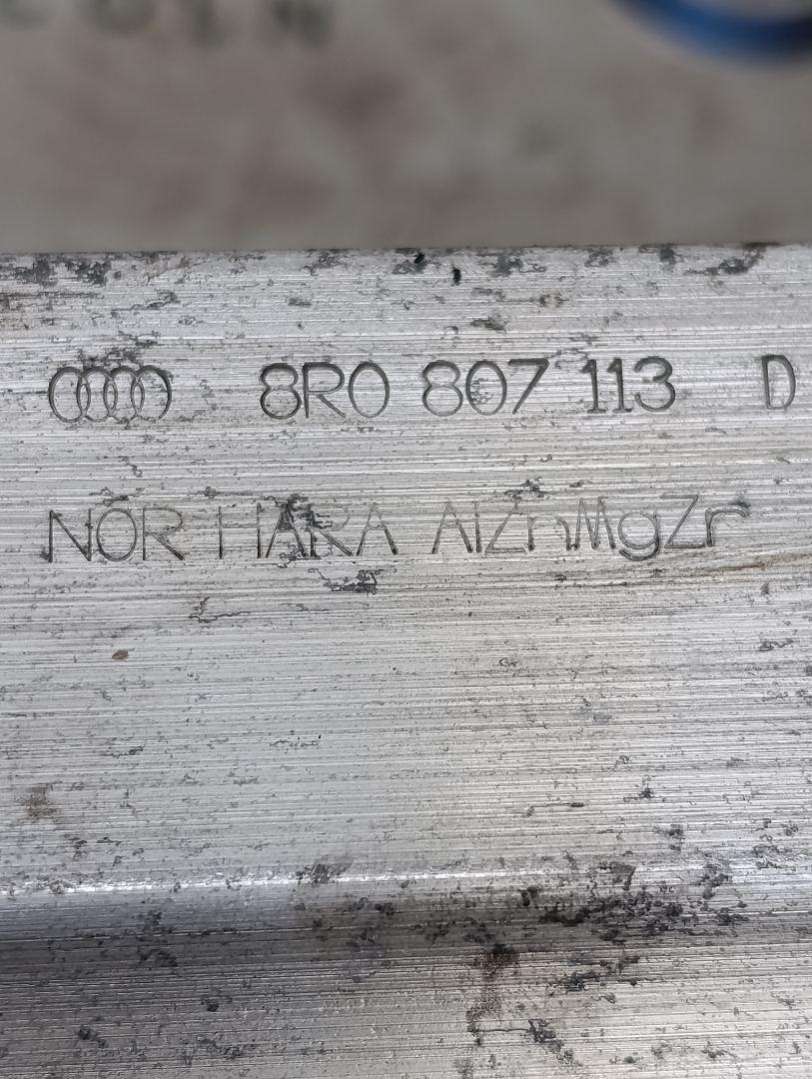 8R0 807 113 D
NOR HARA AlZnMgZr